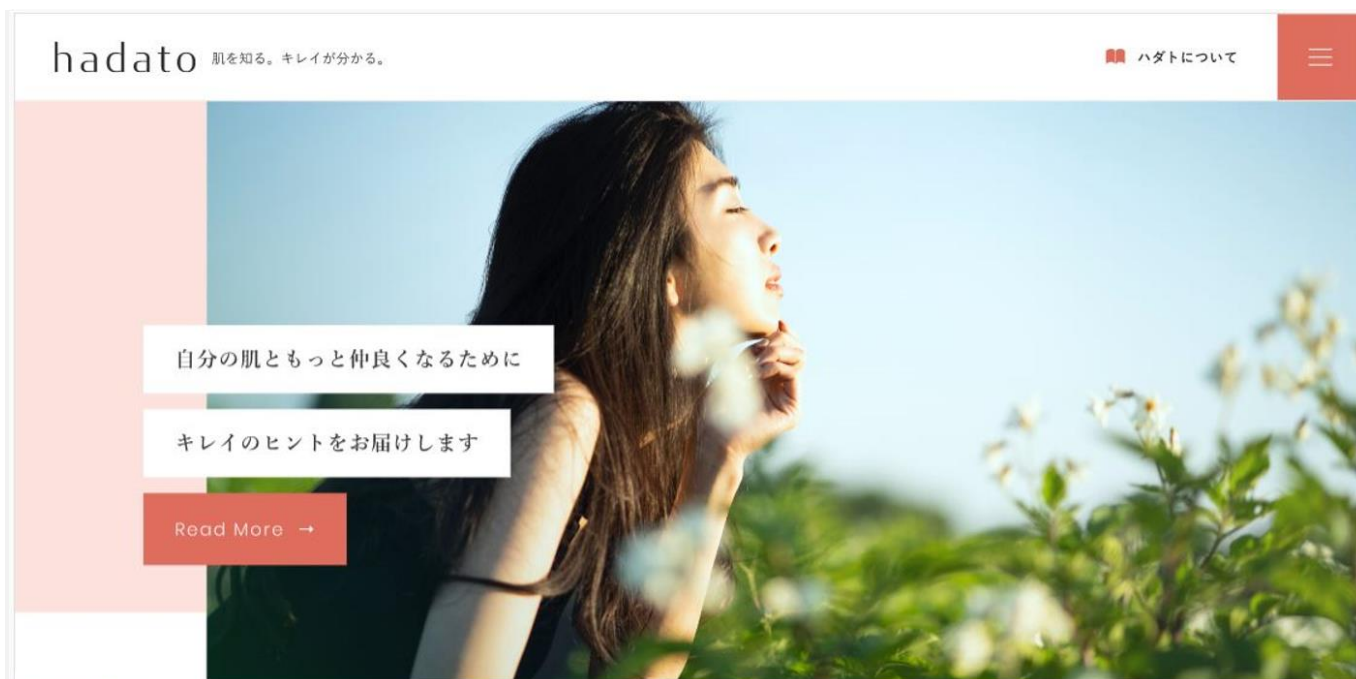 hadato 肌を知る。キレイが分かる。
ハダトについて
自分の肌ともっと仲良くなるために
キレイのヒントをお届けします
Read More →